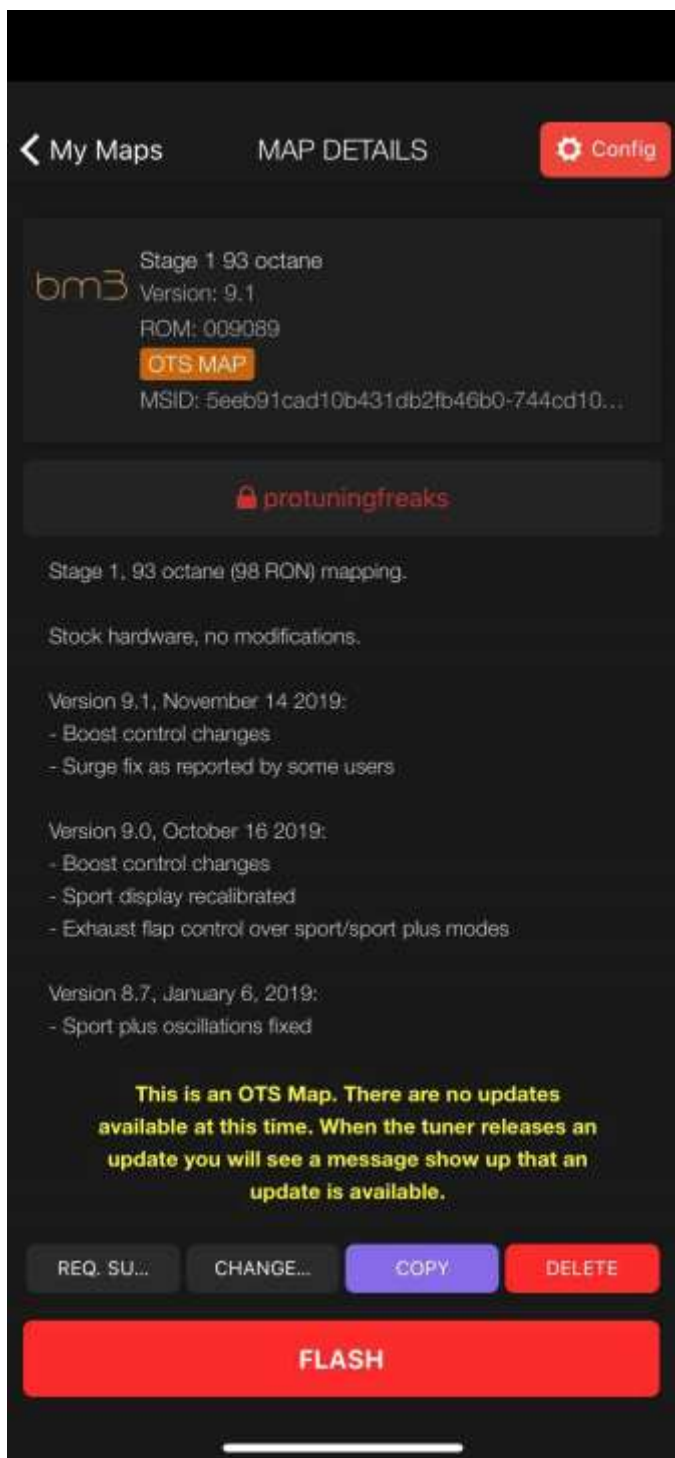 My Maps
MAP DETAILS
Config
bm3
Stage 1 93 octane
Version: 9.1
ROM: 009089
OTS MAP
MSID: 5eeb91cad10b431db2fb46b0-744cd10...
protuningfreaks
Stage 1, 93 octane (98 RON) mapping.
Stock hardware, no modifications.
Version 9.1, November 14 2019:
- Boost control changes
- Surge fix as reported by some users
Version 9.0, October 16 2019:
- Boost control changes
- Sport display recalibrated
- Exhaust flap control over sport/sport plus modes
Version 8.7, January 6, 2019:
- Sport plus oscillations fixed
This is an OTS Map. There are no updates
available at this time. When the tuner releases an
update you will see a message show up that an
update is available.
REQ. SU...
CHANGE...
COPY
DELETE
FLASH